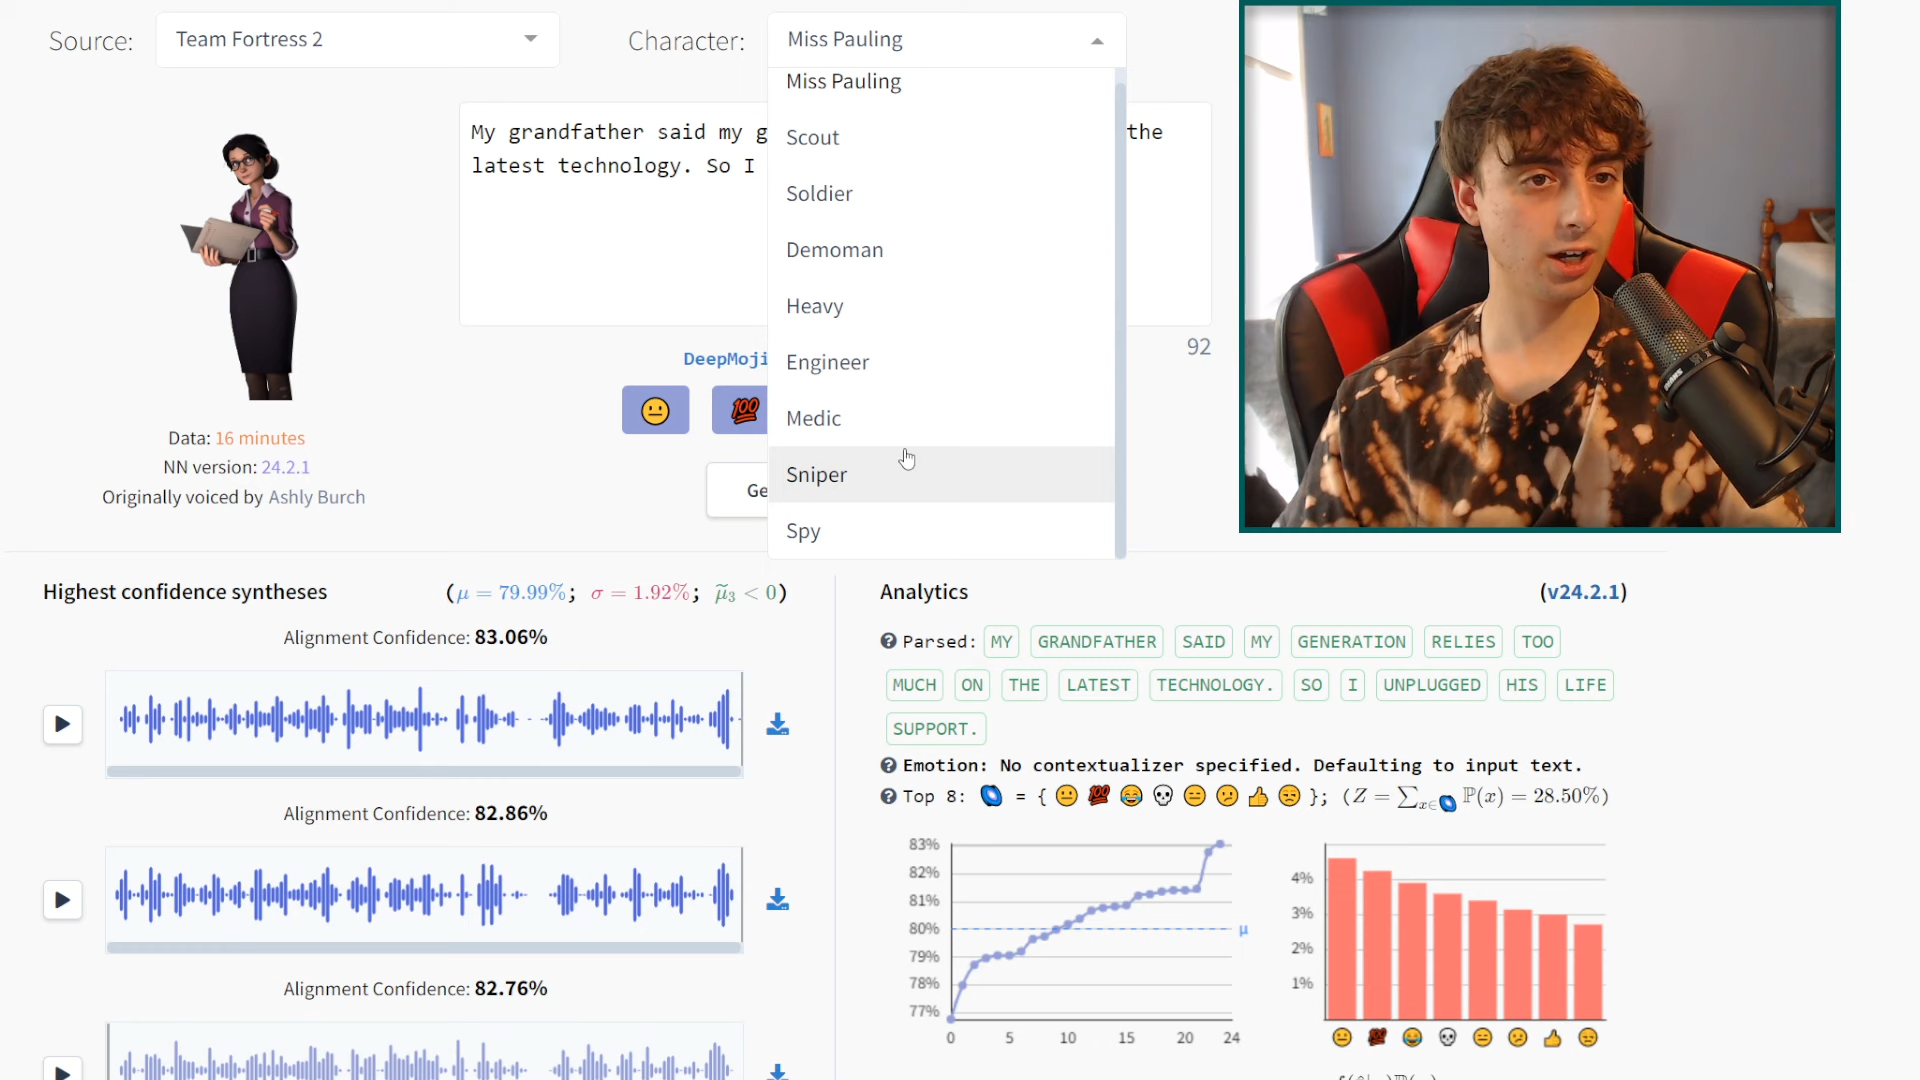 Source: Team Fortress 2 Character: Miss Pauling
Miss Pauling
Scout
Soldier
Demoman
Heavy
Engineer
Medic
Sniper
Spy
My grandfather said my g the
latest technology. So I
92
DeepMoji
Ge
Data: 16 minutes
NN version: 24.2.1
Originally voiced by Ashly Burch
Highest confidence syntheses (μ = 79.99%; σ = 1.92%; μ̃₃ < 0)
Alignment Confidence: 83.06%
Alignment Confidence: 82.86%
Alignment Confidence: 82.76%
Analytics (v24.2.1)
Parsed: MY GRANDFATHER SAID MY GENERATION RELIES TOO
MUCH ON THE LATEST TECHNOLOGY. SO I UNPLUGGED HIS LIFE
SUPPORT.
Emotion: No contextualizer specified. Defaulting to input text.
Top 8: = { 😐 💯 😂 💀 😑 😕 👍 😒 }; (Z = ∑x∈ ℙ(x) = 28.50%)
83%
82%
81%
80% μ
79%
78%
77%
0 5 10 15 20 24
4%
3%
2%
1%